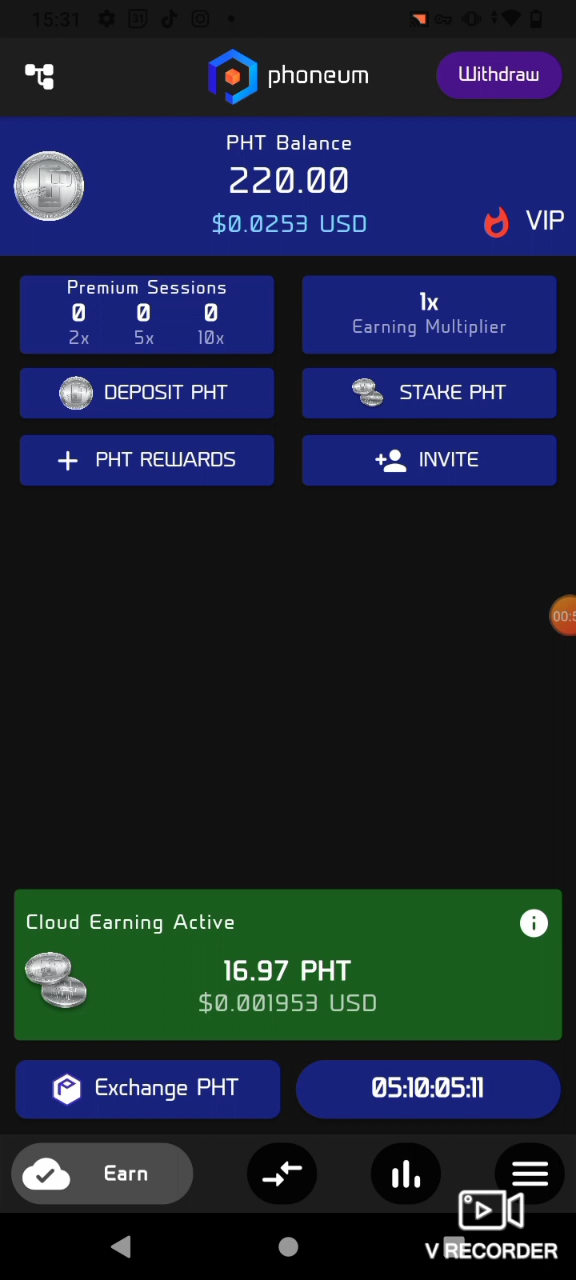 15:31
31
phoneum
Withdraw
PHT Balance
220.00
$0.0253 USD
VIP
Premium Sessions
0 0 0
2x 5x 10x
1x
Earning Multiplier
DEPOSIT PHT
STAKE PHT
+ PHT REWARDS
INVITE
Cloud Earning Active
16.97 PHT
$0.001953 USD
Exchange PHT
05:10:05:11
Earn
V RECORDER